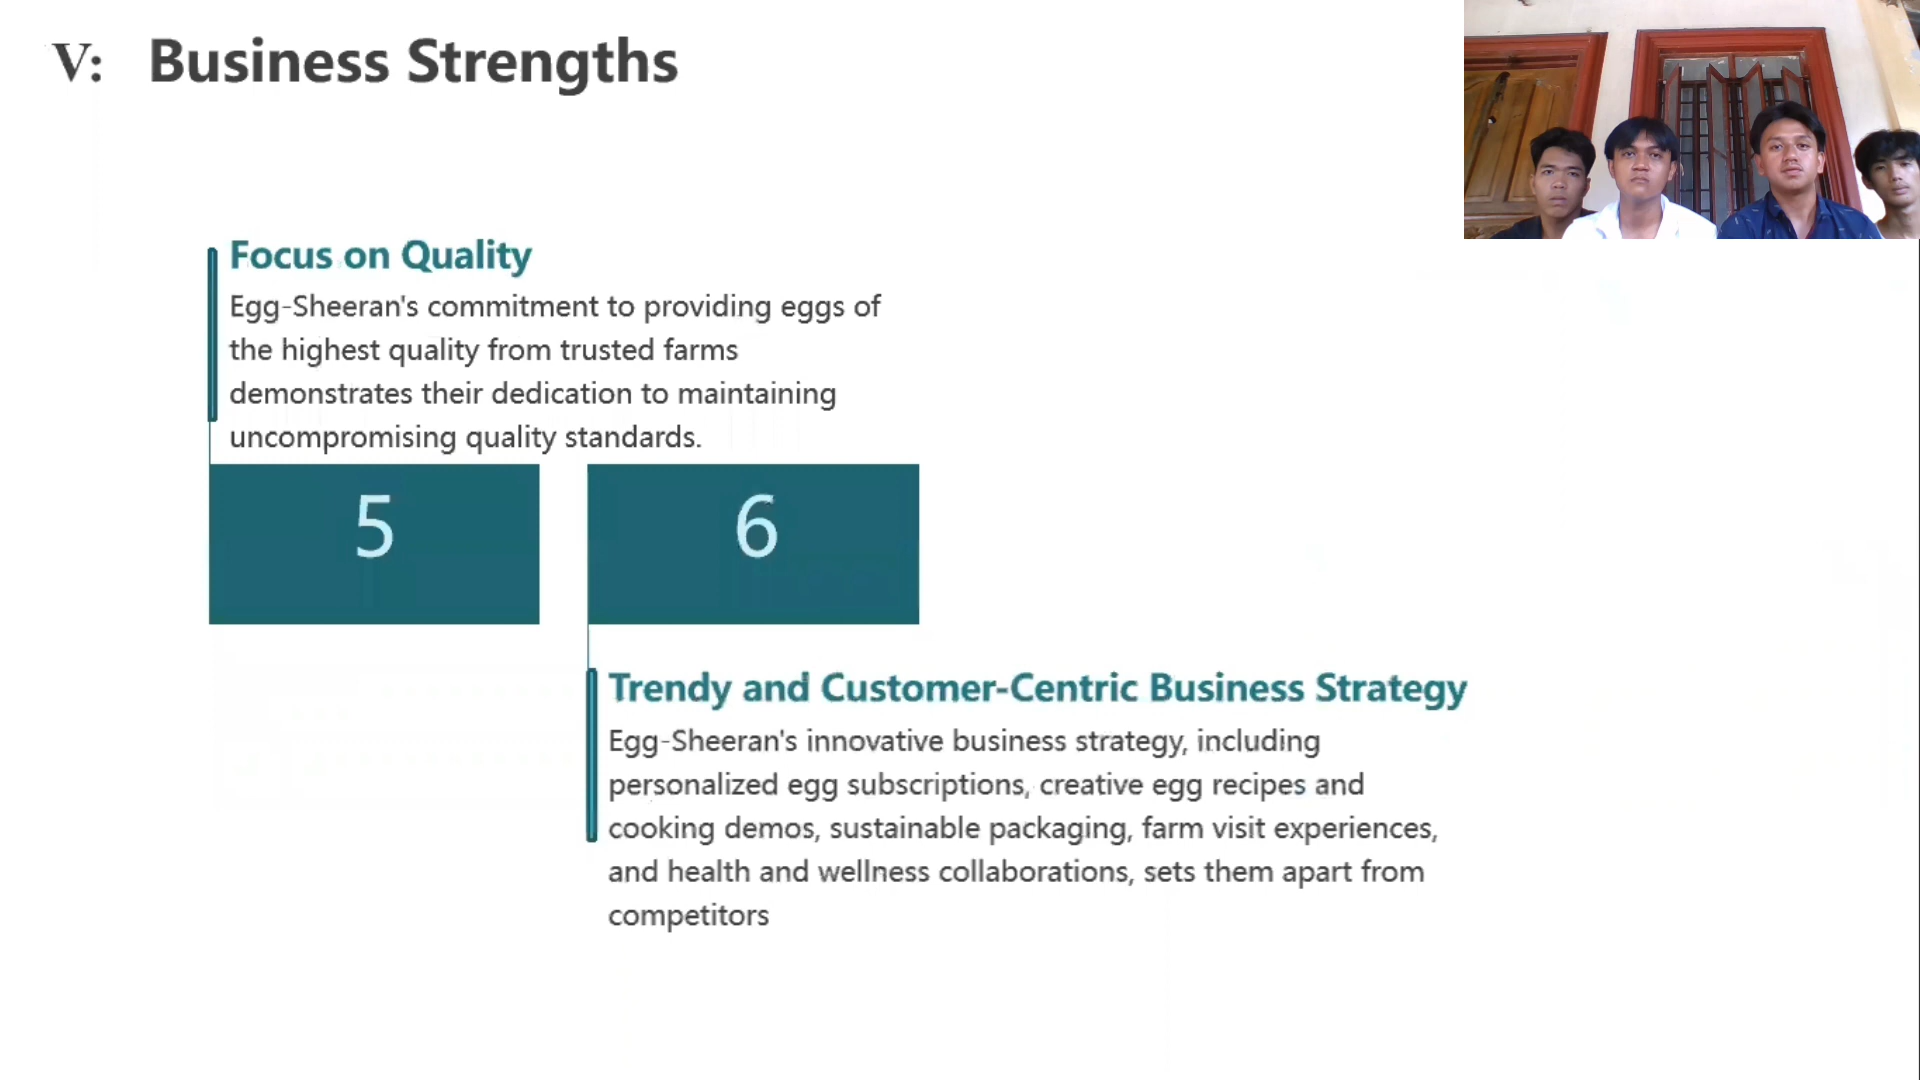 V: Business Strengths
Focus on Quality
Egg-Sheeran's commitment to providing eggs of
the highest quality from trusted farms
demonstrates their dedication to maintaining
uncompromising quality standards.
5
6
Trendy and Customer-Centric Business Strategy
Egg-Sheeran's innovative business strategy, including
personalized egg subscriptions, creative egg recipes and
cooking demos, sustainable packaging, farm visit experiences,
and health and wellness collaborations, sets them apart from
competitors